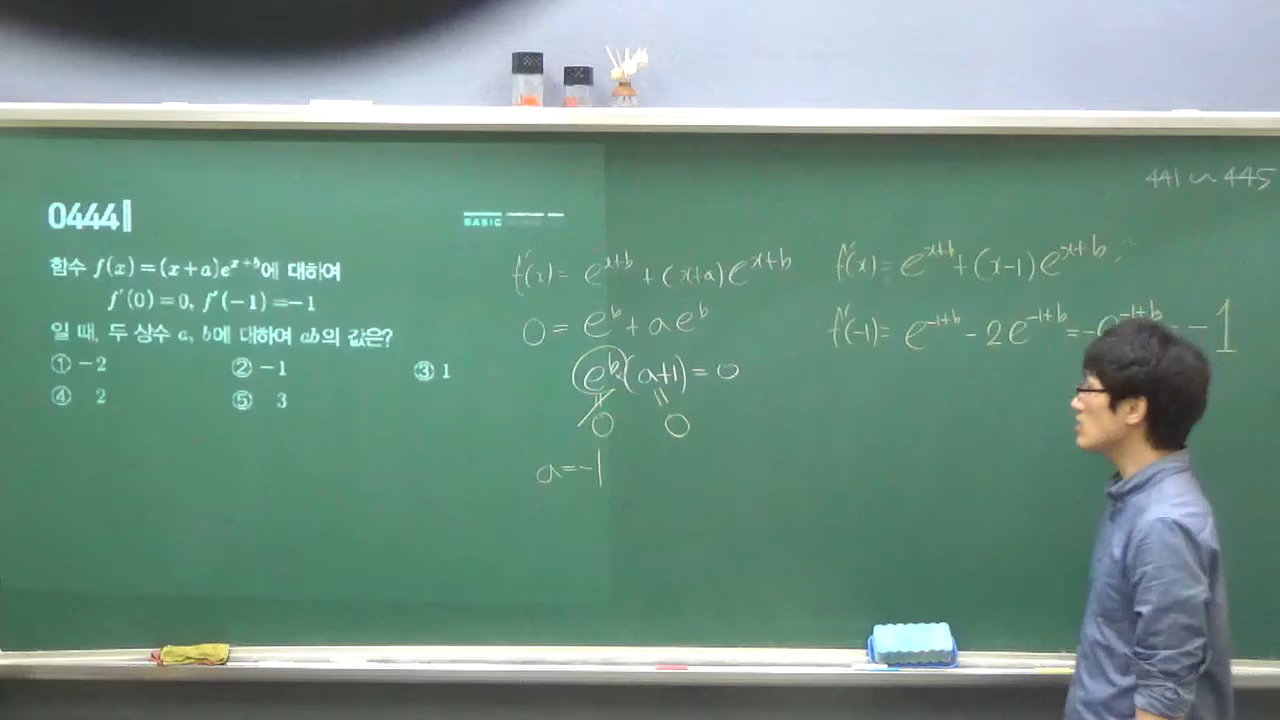 441 ~ 445
0444
BASIC
함수 f(x)=(x+a)e^{x+b}에 대하여
f'(0)=0, f'(-1)=-1
일 때, 두 상수 a, b에 대하여 ab의 값은?
① -2 ② -1 ③ 1
④ 2 ⑤ 3
f'(x)= e^{x+b} + (x+a)e^{x+b}
0 = e^b + ae^b
e^b(a+1) = 0
0 0
a=-1
f'(x)= e^{x+b} + (x-1)e^{x+b}
f'(-1)= e^{-1+b} - 2e^{-1+b} = -e^{-1+b} = -1